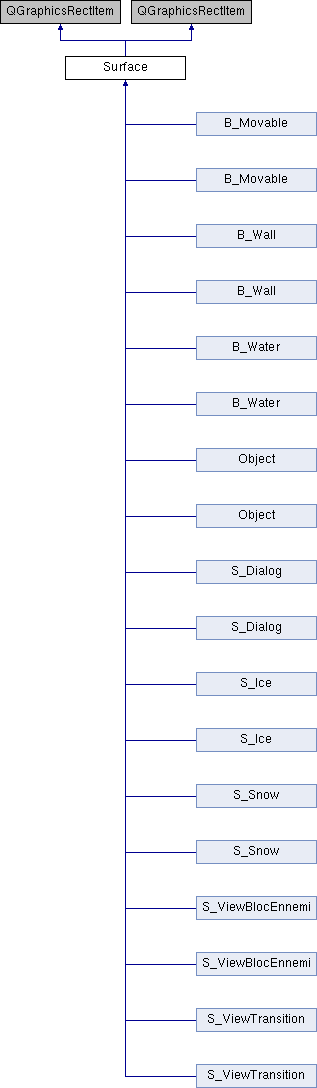 QGraphicsRectItem QGraphicsRectItem
Surface
B_Movable
B_Movable
B_Wall
B_Wall
B_Water
B_Water
Object
Object
S_Dialog
S_Dialog
S_Ice
S_Ice
S_Snow
S_Snow
S_ViewBlocEnnemi
S_ViewBlocEnnemi
S_ViewTransition
S_ViewTransition